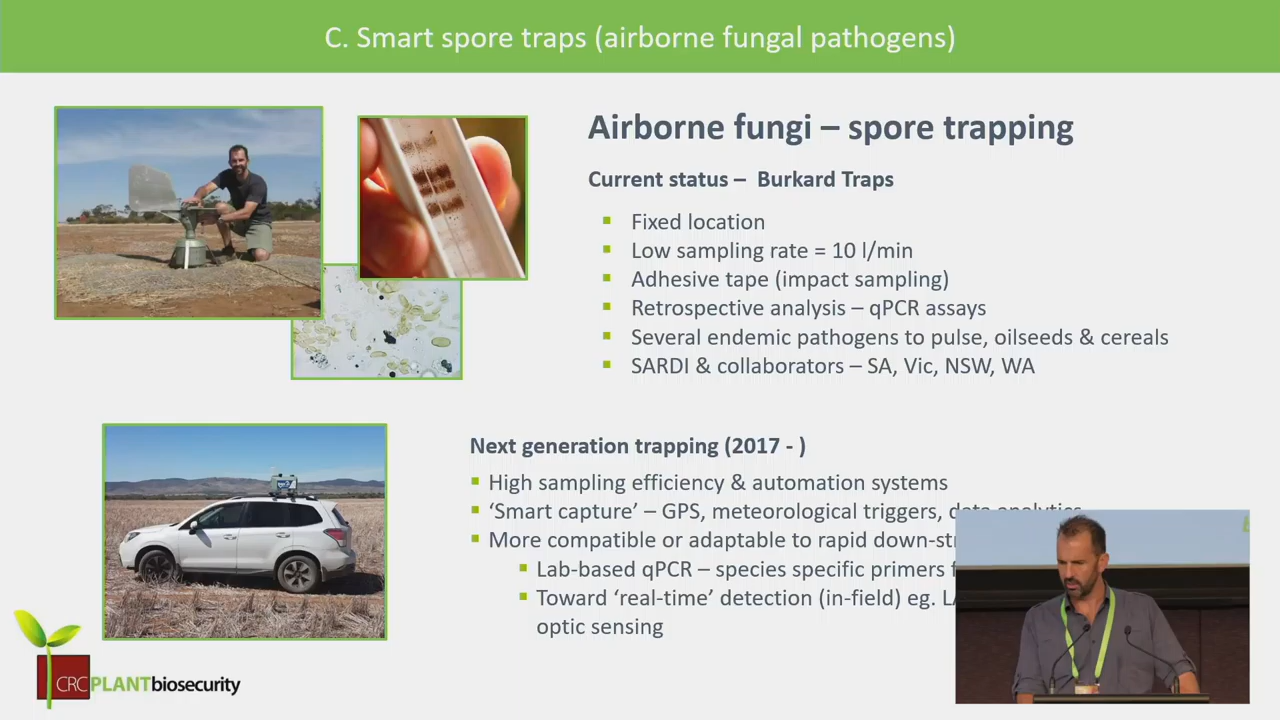 C. Smart spore traps (airborne fungal pathogens)
Airborne fungi – spore trapping
Current status – Burkard Traps
Fixed location
Low sampling rate = 10 l/min
Adhesive tape (impact sampling)
Retrospective analysis – qPCR assays
Several endemic pathogens to pulse, oilseeds & cereals
SARDI & collaborators – SA, Vic, NSW, WA
Next generation trapping (2017 - )
High sampling efficiency & automation systems
‘Smart capture’ – GPS, meteorological triggers, data analytics
More compatible or adaptable to rapid
Lab-based qPCR – species specific primers
Toward ‘real-time’ detection (in-field) eg.
optic sensing
CRCPLANTbiosecurity